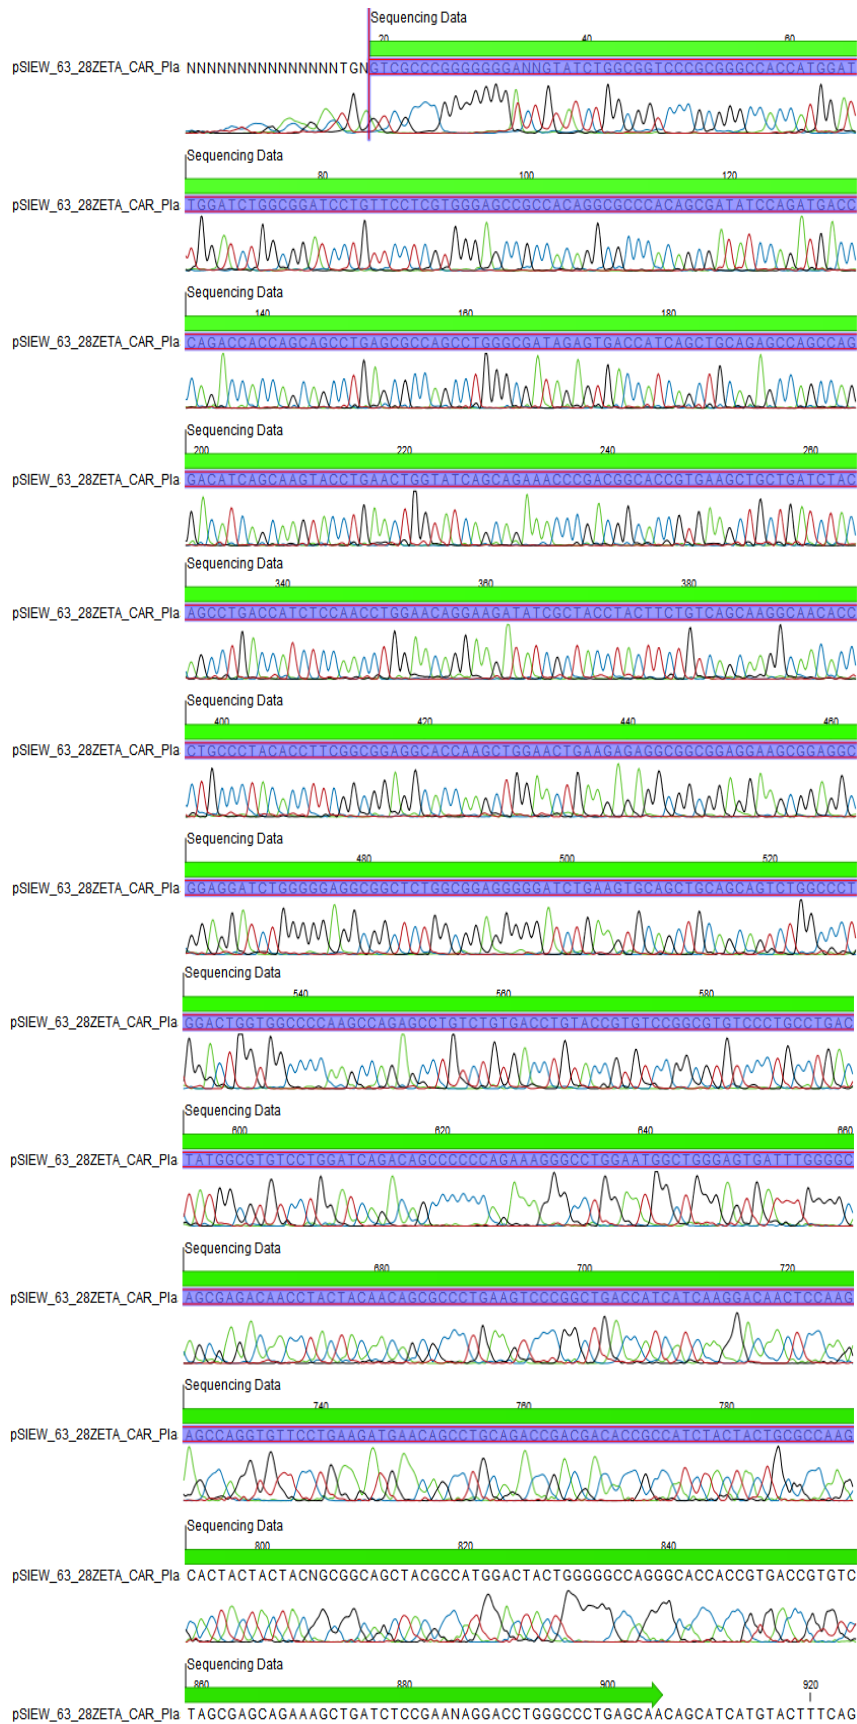 Sequencing Data
20 40 60
pSIEW_63_28ZETA_CAR_Pla NNNNNNNNNNNNNNNTGNGTCGCCCGGGGGGGANNGTATCTGGCGGTCCCGCGGGCCACCATGGAT
Sequencing Data
80 100 120
pSIEW_63_28ZETA_CAR_Pla TGGATCTGGCGGATCCTGTTCCTCGTGGGAGCCGCCACAGGCGCCCACAGCGATATCCAGATGACC
Sequencing Data
140 160 180
pSIEW_63_28ZETA_CAR_Pla CAGACCACCAGCAGCCTGAGCGCCAGCCTGGGCGATAGAGTGACCATCAGCTGCAGAGCCAGCCAG
Sequencing Data
200 220 240 260
pSIEW_63_28ZETA_CAR_Pla GACATCAGCAAGTACCTGAACTGGTATCAGCAGAAACCCGACGGCACCGTGAAGCTGCTGATCTAC
Sequencing Data
340 360 380
pSIEW_63_28ZETA_CAR_Pla AGCCTGACCATCTCCAACCTGGAACAGGAAGATATCGCTACCTACTTCTGTCAGCAAGGCAACACC
Sequencing Data
400 420 440 460
pSIEW_63_28ZETA_CAR_Pla CTGCCCTACACCTTCGGCGGAGGCACCAAGCTGGAACTGAAGAGAGGCGGCGGAGGAAGCGGAGGC
Sequencing Data
480 500 520
pSIEW_63_28ZETA_CAR_Pla GGAGGATCTGGGGGAGGCGGCTCTGGCGGAGGGGGATCTGAAGTGCAGCTGCAGCAGTCTGGCCCT
Sequencing Data
540 560 580
pSIEW_63_28ZETA_CAR_Pla GGACTGGTGGCCCCAAGCCAGAGCCTGTCTGTGACCTGTACCGTGTCCGGCGTGTCCCTGCCTGAC
Sequencing Data
600 620 640 660
pSIEW_63_28ZETA_CAR_Pla TATGGCGTGTCCTGGATCAGACAGCCCCCCAGAAAGGGCCTGGAATGGCTGGGAGTGATTTGGGGC
Sequencing Data
680 700 720
pSIEW_63_28ZETA_CAR_Pla AGCGAGACAACCTACTACAACAGCGCCCTGAAGTCCCGGCTGACCATCATCAAGGACAACTCCAAG
Sequencing Data
740 760 780
pSIEW_63_28ZETA_CAR_Pla AGCCAGGTGTTCCTGAAGATGAACAGCCTGCAGACCGACGACACCGCCATCTACTACTGCGCCAAG
Sequencing Data
800 820 840
pSIEW_63_28ZETA_CAR_Pla CACTACTACTACNGCGGCAGCTACGCCATGGACTACTGGGGGCCAGGGCACCACCGTGACCGTGTC
Sequencing Data
860 880 900 920
pSIEW_63_28ZETA_CAR_Pla TAGCGAGCAGAAAGCTGATCTCCGAANAGGACCTGGGCCCTGAGCAACAGCATCATGTACTTTCAG